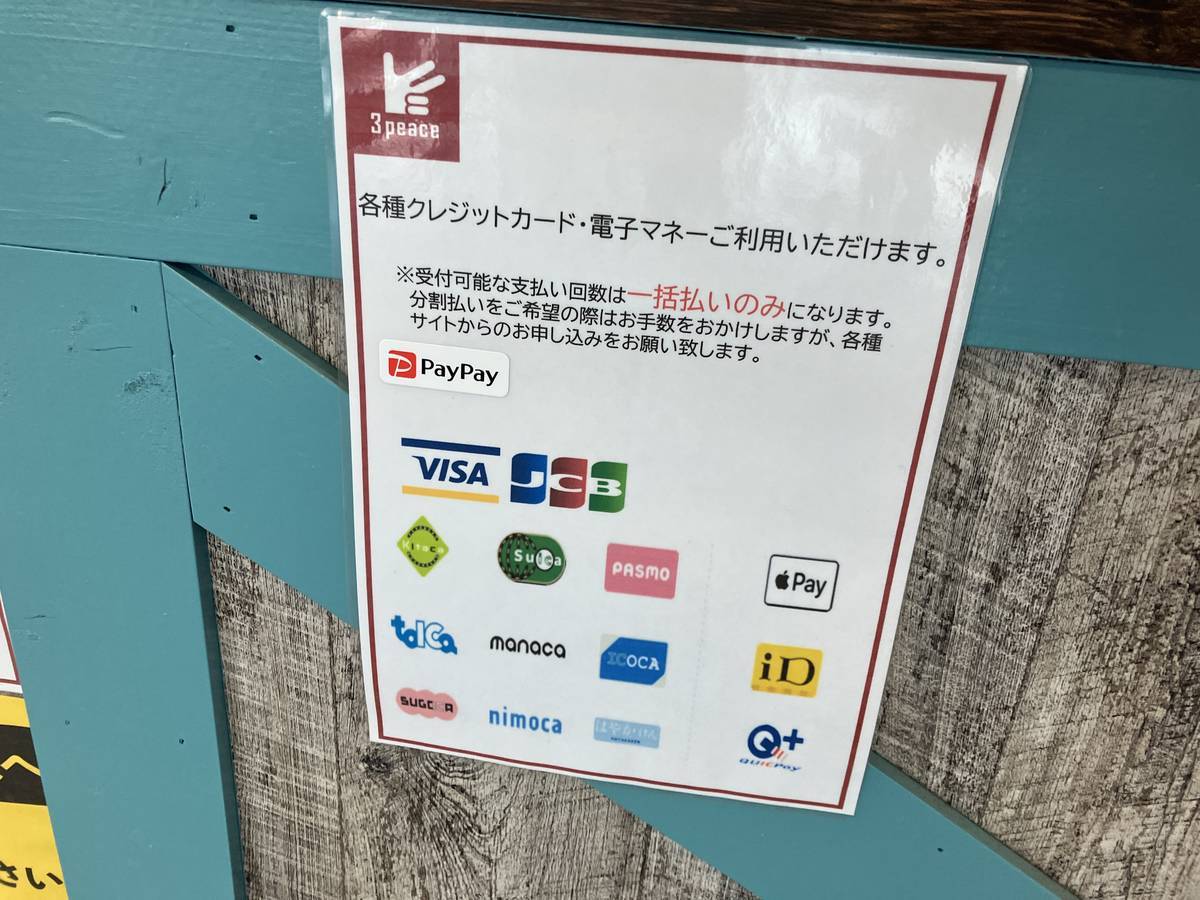 3 peace
各種クレジットカード・電子マネーご利用いただけます。
※受付可能な支払い回数は一括払いのみになります。
分割払いをご希望の際はお手数をおかけしますが、各種
サイトからのお申し込みをお願い致します。
PayPay
VISA JCB
Kitaca Suica PASMO Pay
toICa manaca ICOCA iD
SUGOCA nimoca はやかけん Q+
QUICPay
へ
さい